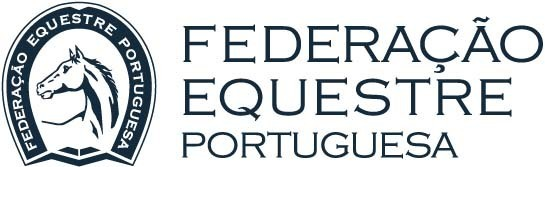 FEDERAÇÃO EQUESTRE PORTUGUESA
FEDERAÇÃO
EQUESTRE
PORTUGUESA